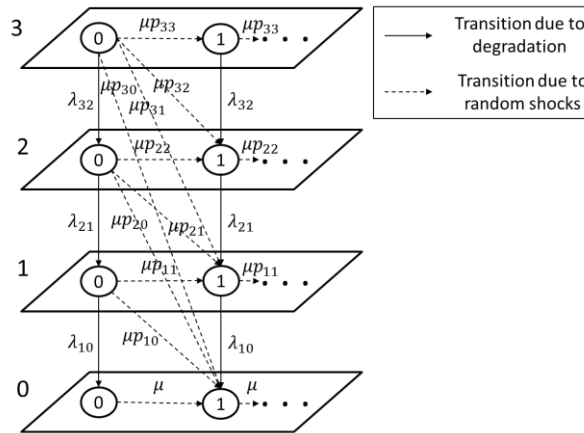 3 0 μp₃₃ 1 μp₃₃ . . .
Transition due to
degradation
Transition due to
random shocks
λ₃₂ μp₃₀ μp₃₂ λ₃₂
μp₃₁
2 0 μp₂₂ 1 μp₂₂ . . .
λ₂₁ μp₂₀ μp₂₁ λ₂₁
1 0 μp₁₁ 1 μp₁₁ . . .
λ₁₀ μp₁₀ λ₁₀
0 0 μ 1 μ . . .